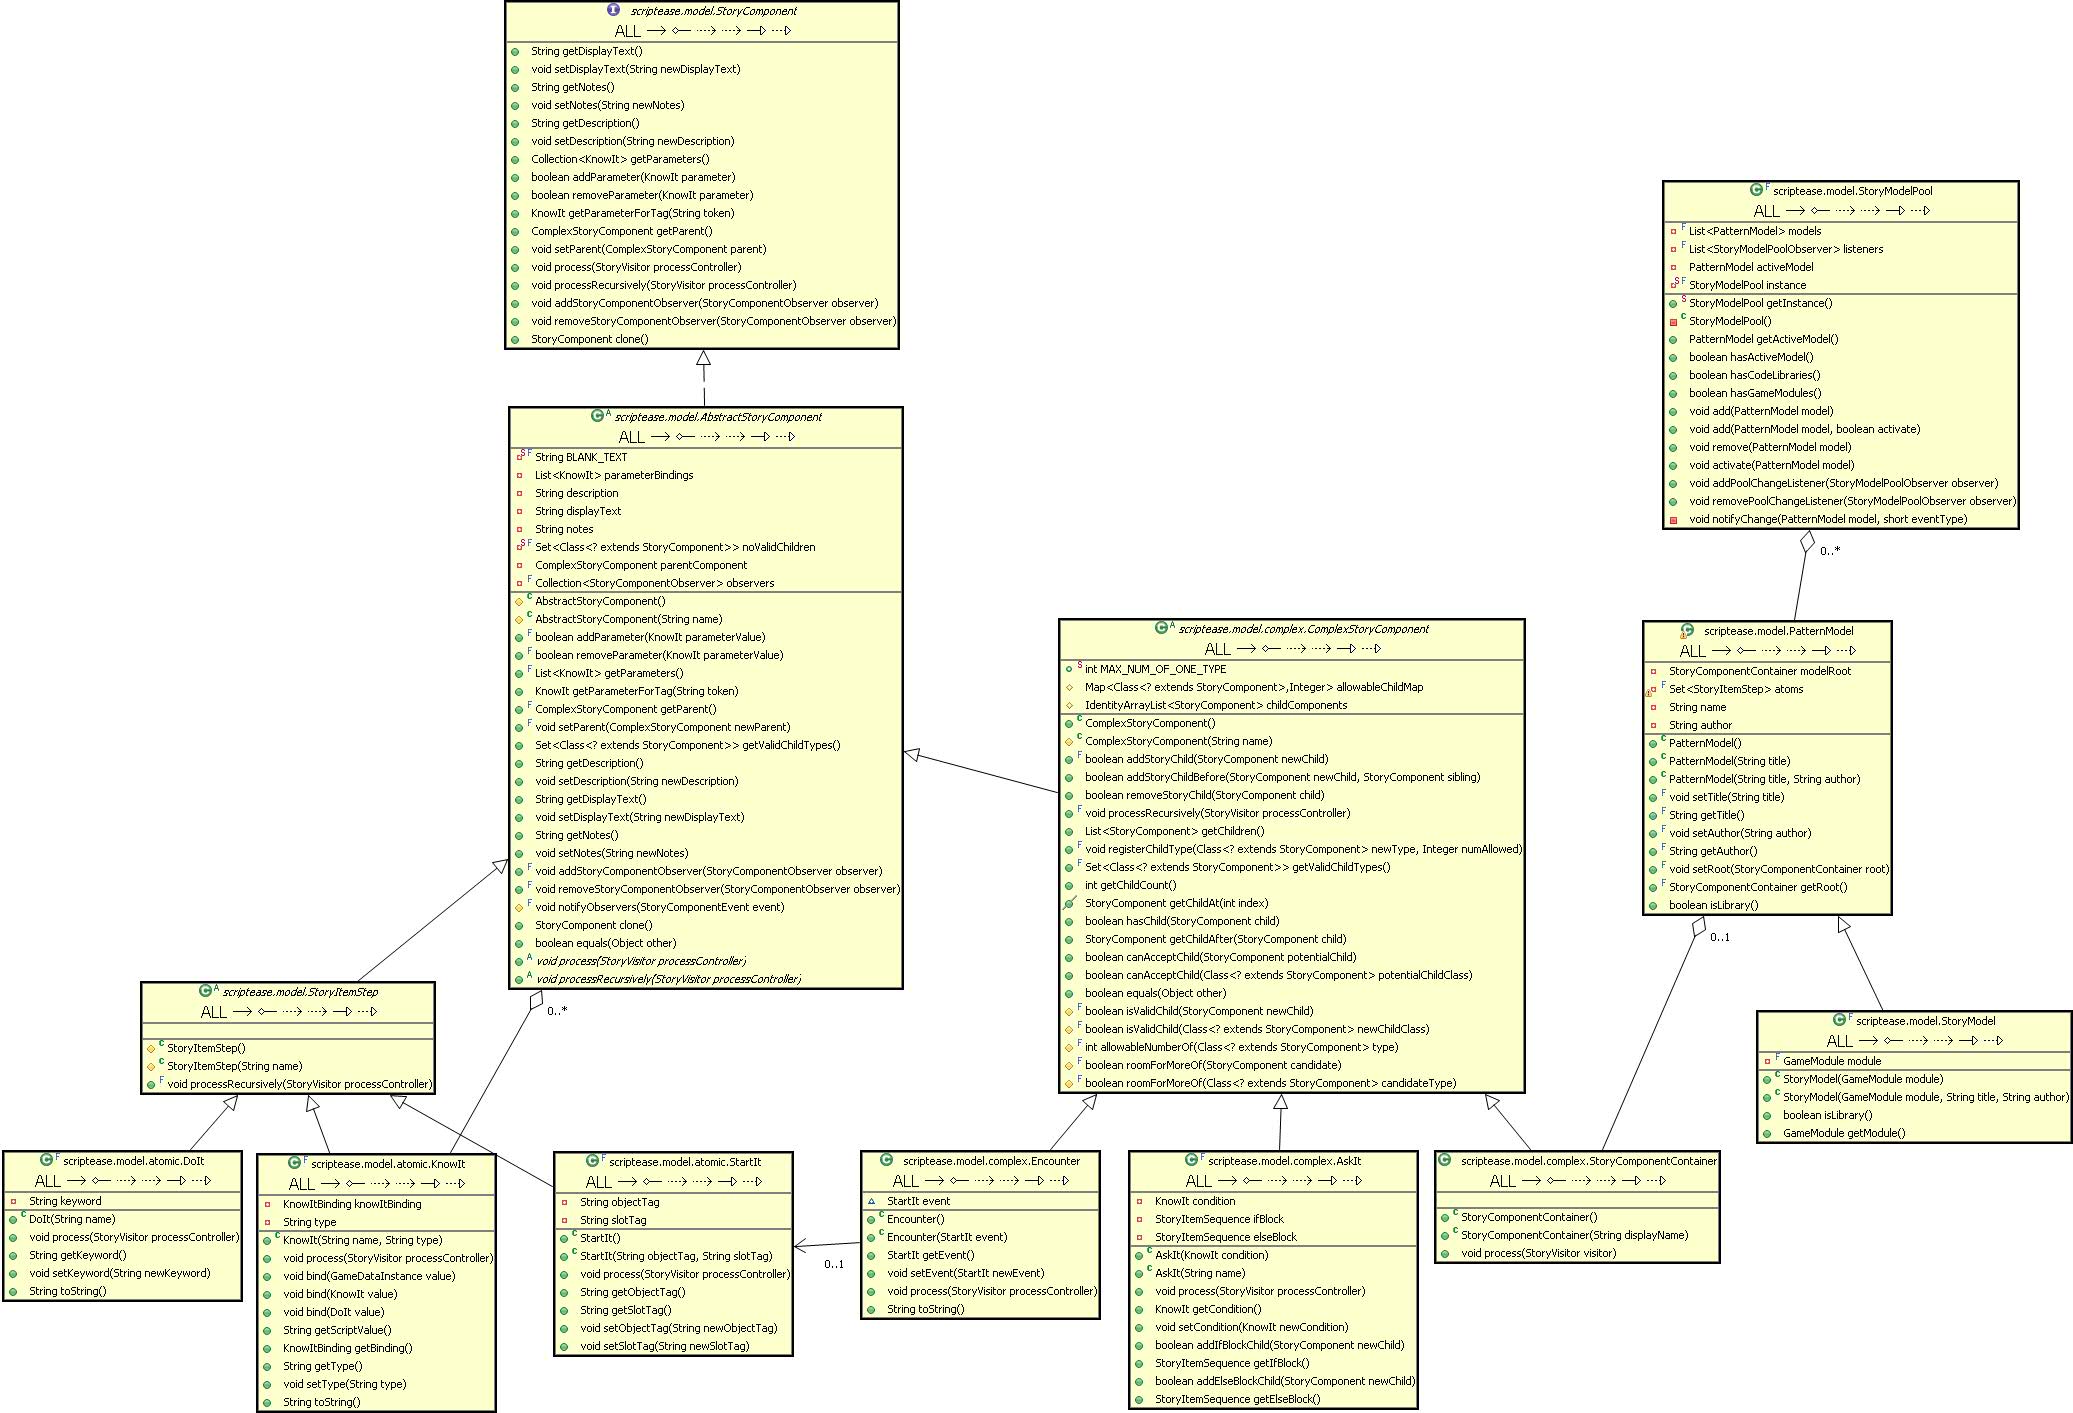 scriptease.model.StoryComponent
ALL
String getDisplayText()
void setDisplayText(String newDisplayText)
String getNotes()
void setNotes(String newNotes)
String getDescription()
void setDescription(String newDescription)
Collection<KnowIt> getParameters()
boolean addParameter(KnowIt parameter)
boolean removeParameter(KnowIt parameter)
KnowIt getParameterForTag(String token)
ComplexStoryComponent getParent()
void setParent(ComplexStoryComponent parent)
void process(StoryVisitor processController)
void processRecursively(StoryVisitor processController)
void addStoryComponentObserver(StoryComponentObserver observer)
void removeStoryComponentObserver(StoryComponentObserver observer)
StoryComponent clone()
scriptease.model.StoryModelPool
ALL
List<PatternModel> models
List<StoryModelPoolObserver> listeners
PatternModel activeModel
StoryModelPool instance
StoryModelPool getInstance()
StoryModelPool()
PatternModel getActiveModel()
boolean hasActiveModel()
boolean hasCodeLibraries()
boolean hasGameModules()
void add(PatternModel model)
void add(PatternModel model, boolean activate)
void remove(PatternModel model)
void activate(PatternModel model)
void addPoolChangeListener(StoryModelPoolObserver observer)
void removePoolChangeListener(StoryModelPoolObserver observer)
void notifyChange(PatternModel model, short eventType)
0..*
scriptease.model.AbstractStoryComponent
ALL
String BLANK_TEXT
List<KnowIt> parameterBindings
String description
String displayText
String notes
Set<Class<? extends StoryComponent>> noValidChildren
ComplexStoryComponent parentComponent
Collection<StoryComponentObserver> observers
AbstractStoryComponent()
AbstractStoryComponent(String name)
boolean addParameter(KnowIt parameterValue)
boolean removeParameter(KnowIt parameterValue)
List<KnowIt> getParameters()
KnowIt getParameterForTag(String token)
ComplexStoryComponent getParent()
void setParent(ComplexStoryComponent newParent)
Set<Class<? extends StoryComponent>> getValidChildTypes()
String getDescription()
void setDescription(String newDescription)
String getDisplayText()
void setDisplayText(String newDisplayText)
String getNotes()
void setNotes(String newNotes)
void addStoryComponentObserver(StoryComponentObserver observer)
void removeStoryComponentObserver(StoryComponentObserver observer)
void notifyObservers(StoryComponentEvent event)
StoryComponent clone()
boolean equals(Object other)
void process(StoryVisitor processController)
void processRecursively(StoryVisitor processController)
0..*
scriptease.model.complex.ComplexStoryComponent
ALL
int MAX_NUM_OF_ONE_TYPE
Map<Class<? extends StoryComponent>,Integer> allowableChildMap
IdentityArrayList<StoryComponent> childComponents
ComplexStoryComponent()
ComplexStoryComponent(String name)
boolean addStoryChild(StoryComponent newChild)
boolean addStoryChildBefore(StoryComponent newChild, StoryComponent sibling)
boolean removeStoryChild(StoryComponent child)
void processRecursively(StoryVisitor processController)
List<StoryComponent> getChildren()
void registerChildType(Class<? extends StoryComponent> newType, Integer numAllowed)
Set<Class<? extends StoryComponent>> getValidChildTypes()
int getChildCount()
StoryComponent getChildAt(int index)
boolean hasChild(StoryComponent child)
StoryComponent getChildAfter(StoryComponent child)
boolean canAcceptChild(StoryComponent potentialChild)
boolean canAcceptChild(Class<? extends StoryComponent> potentialChildClass)
boolean equals(Object other)
boolean isValidChild(StoryComponent newChild)
boolean isValidChild(Class<? extends StoryComponent> newChildClass)
int allowableNumberOf(Class<? extends StoryComponent> type)
boolean roomForMoreOf(StoryComponent candidate)
boolean roomForMoreOf(Class<? extends StoryComponent> candidateType)
scriptease.model.PatternModel
ALL
StoryComponentContainer modelRoot
Set<StoryItemStep> atoms
String name
String author
PatternModel()
PatternModel(String title)
PatternModel(String title, String author)
void setTitle(String title)
String getTitle()
void setAuthor(String author)
String getAuthor()
void setRoot(StoryComponentContainer root)
StoryComponentContainer getRoot()
boolean isLibrary()
0..1
scriptease.model.StoryItemStep
ALL
StoryItemStep()
StoryItemStep(String name)
void processRecursively(StoryVisitor processController)
scriptease.model.StoryModel
ALL
GameModule module
StoryModel(GameModule module)
StoryModel(GameModule module, String title, String author)
boolean isLibrary()
GameModule getModule()
scriptease.model.atomic.DoIt
ALL
String keyword
DoIt(String name)
void process(StoryVisitor processController)
String getKeyword()
void setKeyword(String newKeyword)
String toString()
scriptease.model.atomic.KnowIt
ALL
KnowItBinding knowItBinding
String type
KnowIt(String name, String type)
void process(StoryVisitor processController)
void bind(GameDataInstance value)
void bind(KnowIt value)
void bind(DoIt value)
String getScriptValue()
KnowItBinding getBinding()
String getType()
void setType(String type)
String toString()
scriptease.model.atomic.StartIt
ALL
String objectTag
String slotTag
StartIt()
StartIt(String objectTag, String slotTag)
void process(StoryVisitor processController)
String getObjectTag()
String getSlotTag()
void setObjectTag(String newObjectTag)
void setSlotTag(String newSlotTag)
0..1
scriptease.model.complex.Encounter
ALL
StartIt event
Encounter()
Encounter(StartIt event)
StartIt getEvent()
void setEvent(StartIt newEvent)
void process(StoryVisitor processController)
String toString()
scriptease.model.complex.AskIt
ALL
KnowIt condition
StoryItemSequence ifBlock
StoryItemSequence elseBlock
AskIt(KnowIt condition)
AskIt(String name)
void process(StoryVisitor processController)
KnowIt getCondition()
void setCondition(KnowIt newCondition)
boolean addIfBlockChild(StoryComponent newChild)
StoryItemSequence getIfBlock()
boolean addElseBlockChild(StoryComponent newChild)
StoryItemSequence getElseBlock()
scriptease.model.complex.StoryComponentContainer
ALL
StoryComponentContainer()
StoryComponentContainer(String displayName)
void process(StoryVisitor visitor)